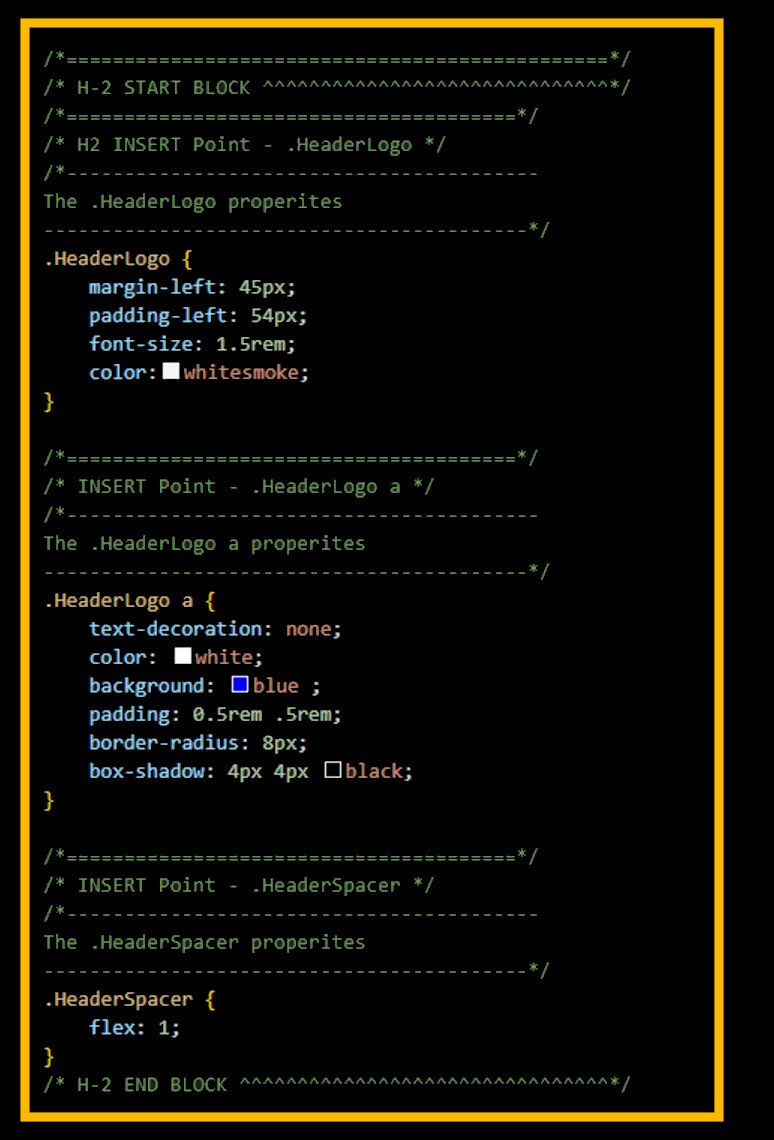 /*===============================================*/
/* H-2 START BLOCK ^^^^^^^^^^^^^^^^^^^^^^^^^^^^^^*/
/*=======================================*/
/* H2 INSERT Point - .HeaderLogo */
/*-----------------------------------------
The .HeaderLogo properites
------------------------------------------*/
.HeaderLogo {
    margin-left: 45px;
    padding-left: 54px;
    font-size: 1.5rem;
    color: whitesmoke;
}
/*=======================================*/
/* INSERT Point - .HeaderLogo a */
/*-----------------------------------------
The .HeaderLogo a properites
------------------------------------------*/
.HeaderLogo a {
    text-decoration: none;
    color: white;
    background: blue ;
    padding: 0.5rem .5rem;
    border-radius: 8px;
    box-shadow: 4px 4px black;
}
/*=======================================*/
/* INSERT Point - .HeaderSpacer */
/*-----------------------------------------
The .HeaderSpacer properites
------------------------------------------*/
.HeaderSpacer {
    flex: 1;
}
/* H-2 END BLOCK ^^^^^^^^^^^^^^^^^^^^^^^^^^^^^^^^*/